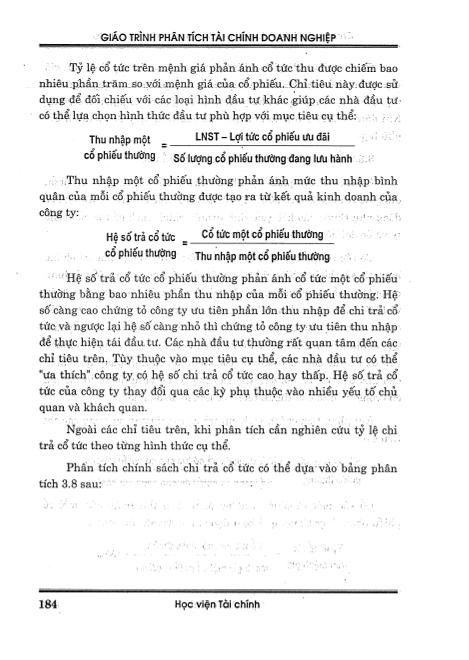 GIÁO TRÌNH PHÂN TÍCH TÀI CHÍNH DOANH NGHIỆP
Tỷ lệ cổ tức trên mệnh giá phản ánh cổ tức thu được chiếm bao
nhiêu phần trăm so với mệnh giá của cổ phiếu. Chỉ tiêu này được sử
dụng để đối chiếu với các loại hình đầu tư khác giúp các nhà đầu tư
có thể lựa chọn hình thức đầu tư phù hợp với mục tiêu cụ thể:
Thu nhập một cổ phiếu thường = LNST – Lợi tức cổ phiếu ưu đãi
Số lượng cổ phiếu thường đang lưu hành
Thu nhập một cổ phiếu thường phản ánh mức thu nhập bình
quân của mỗi cổ phiếu thường được tạo ra từ kết quả kinh doanh của
công ty:
Hệ số trả cổ tức cổ phiếu thường = Cổ tức một cổ phiếu thường
Thu nhập một cổ phiếu thường
Hệ số trả cổ tức cổ phiếu thường phản ánh cổ tức một cổ phiếu
thường bằng bao nhiêu phần thu nhập của mỗi cổ phiếu thường. Hệ
số càng cao chứng tỏ công ty ưu tiên phần lớn thu nhập để chi trả cổ
tức và ngược lại hệ số càng nhỏ thì chứng tỏ công ty ưu tiên thu nhập
để thực hiện tái đầu tư. Các nhà đầu tư thường rất quan tâm đến các
chỉ tiêu trên. Tùy thuộc vào mục tiêu cụ thể, các nhà đầu tư có thể
"ưa thích" công ty có hệ số chi trả cổ tức cao hay thấp. Hệ số trả cổ
tức của công ty thay đổi qua các kỳ phụ thuộc vào nhiều yếu tố chủ
quan và khách quan.
Ngoài các chỉ tiêu trên, khi phân tích cần nghiên cứu tỷ lệ chi
trả cổ tức theo từng hình thức cụ thể.
Phân tích chính sách chi trả cổ tức có thể dựa vào bảng phân
tích 3.8 sau:
184 Học viện Tài chính